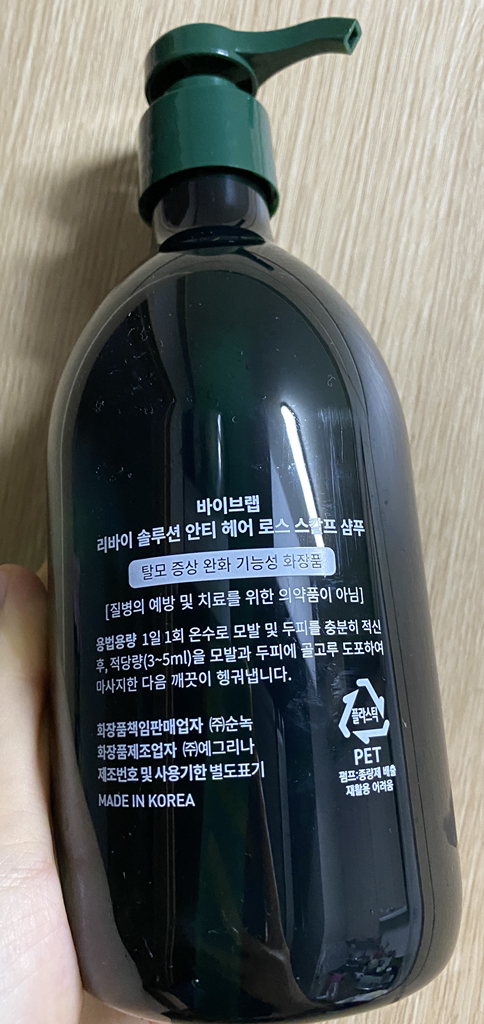 바이브랩
리바이 솔루션 안티 헤어 로스 스칼프 샴푸
탈모 증상 완화 기능성 화장품
[질병의 예방 및 치료를 위한 의약품이 아님]
용법용량 1일 1회 온수로 모발 및 두피를 충분히 적신
후, 적당량(3~5ml)을 모발과 두피에 골고루 도포하여
마사지한 다음 깨끗이 헹궈냅니다.
화장품책임판매업자 ㈜순녹
화장품제조업자 ㈜예그리나
제조번호 및 사용기한 별도표기
MADE IN KOREA
플라스틱
PET
펌프:종량제 배출
재활용 어려움